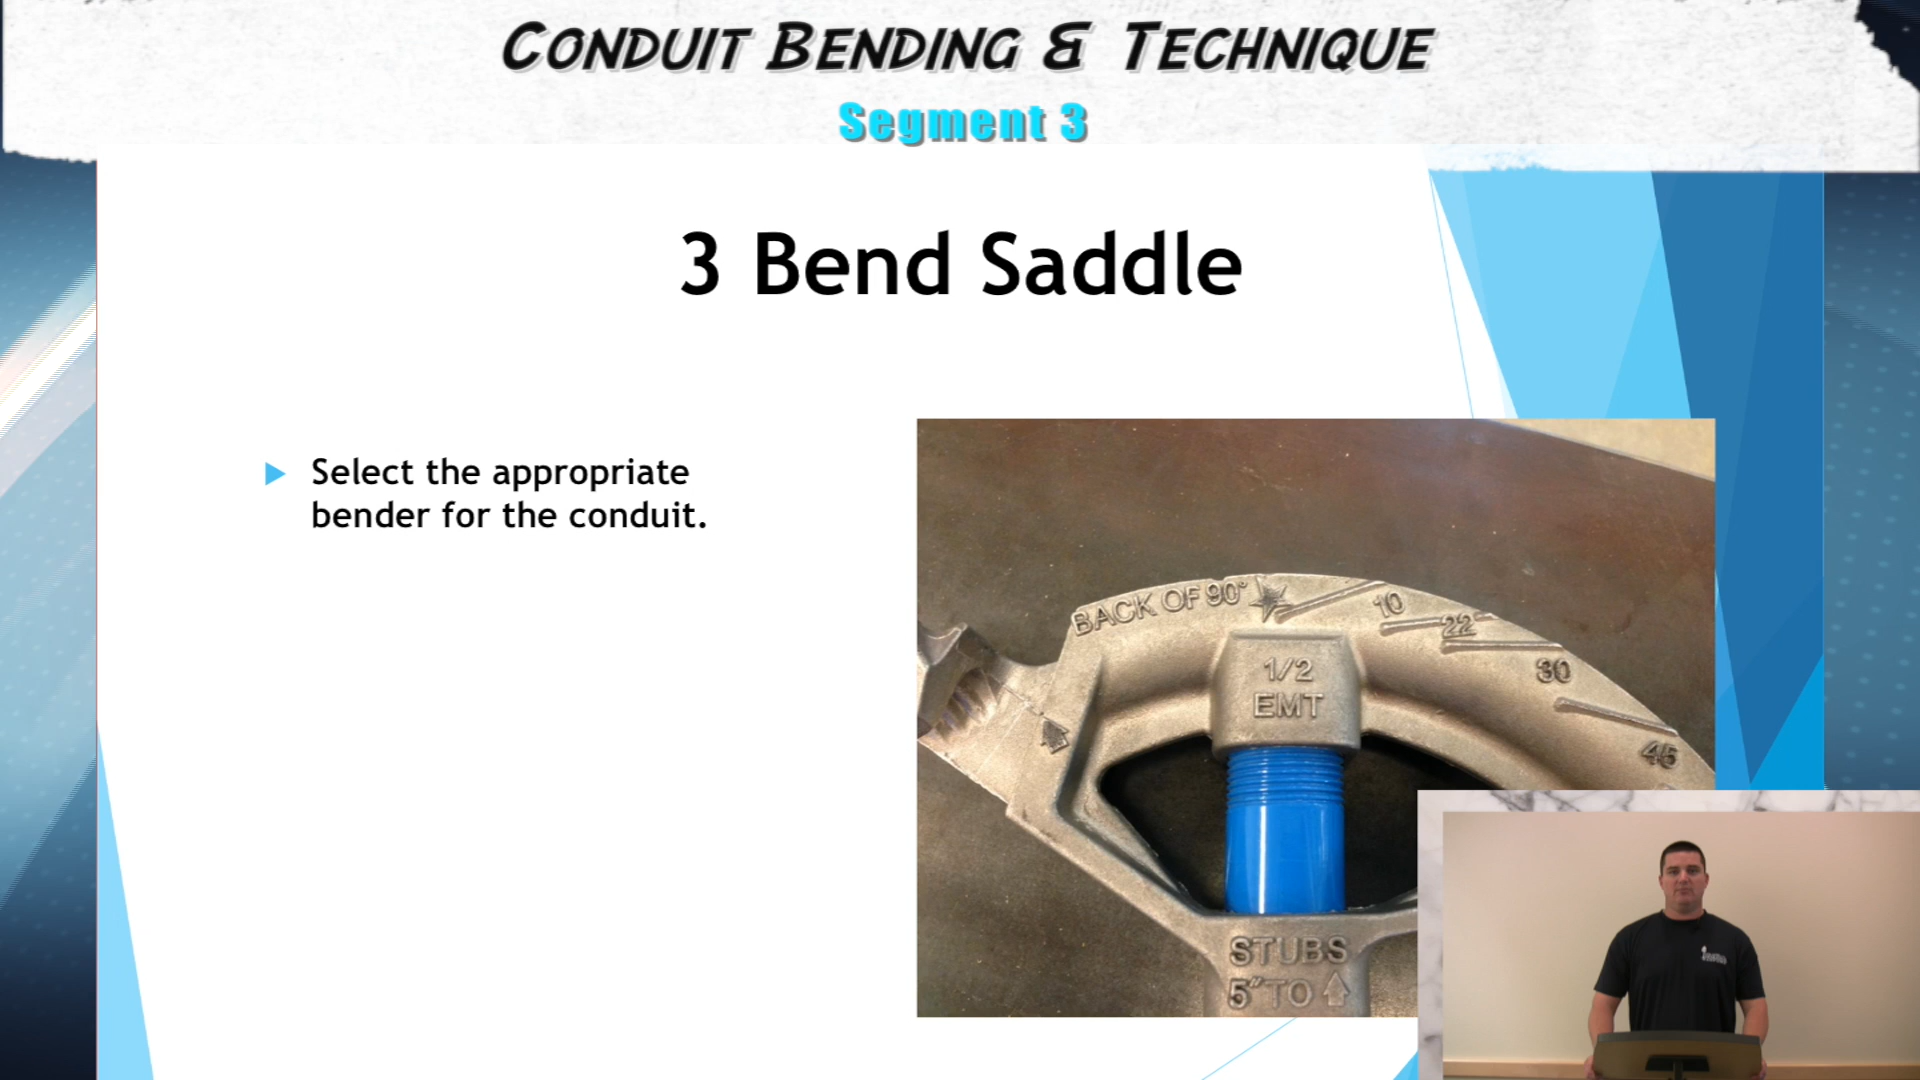 CONDUIT BENDING & TECHNIQUE
Segment 3
3 Bend Saddle
Select the appropriate
bender for the conduit.
BACK OF 90°
10
22
30
45
1/2
EMT
STUBS
5" TO